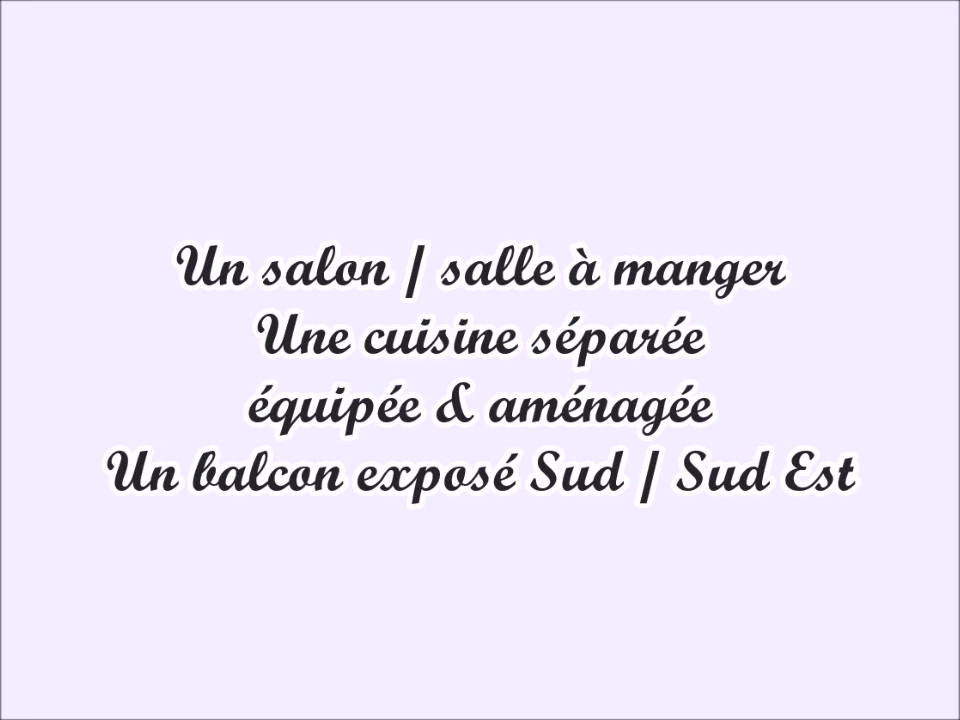 Un salon / salle à manger
Une cuisine séparée
équipée & aménagée
Un balcon exposé Sud / Sud Est